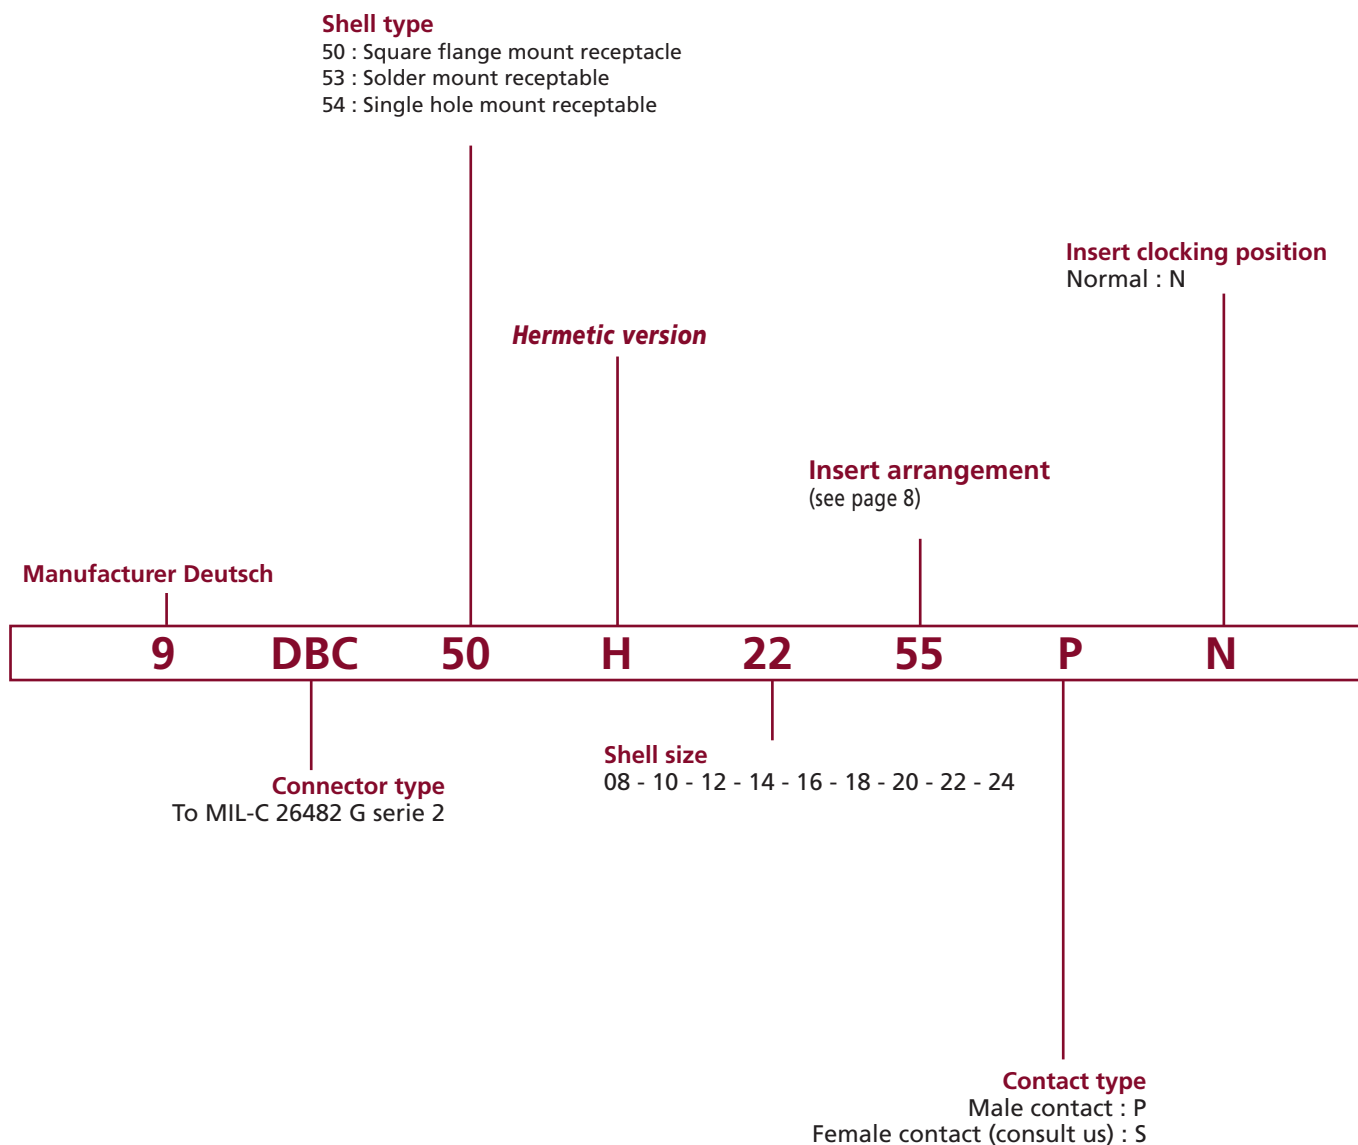 Shell type
50 : Square flange mount receptacle
53 : Solder mount receptable
54 : Single hole mount receptable
Insert clocking position
Normal : N
Hermetic version
Insert arrangement
(see page 8)
Manufacturer Deutsch
9 DBC 50 H 22 55 P N
Shell size
08 - 10 - 12 - 14 - 16 - 18 - 20 - 22 - 24
Connector type
To MIL-C 26482 G serie 2
Contact type
Male contact : P
Female contact (consult us) : S